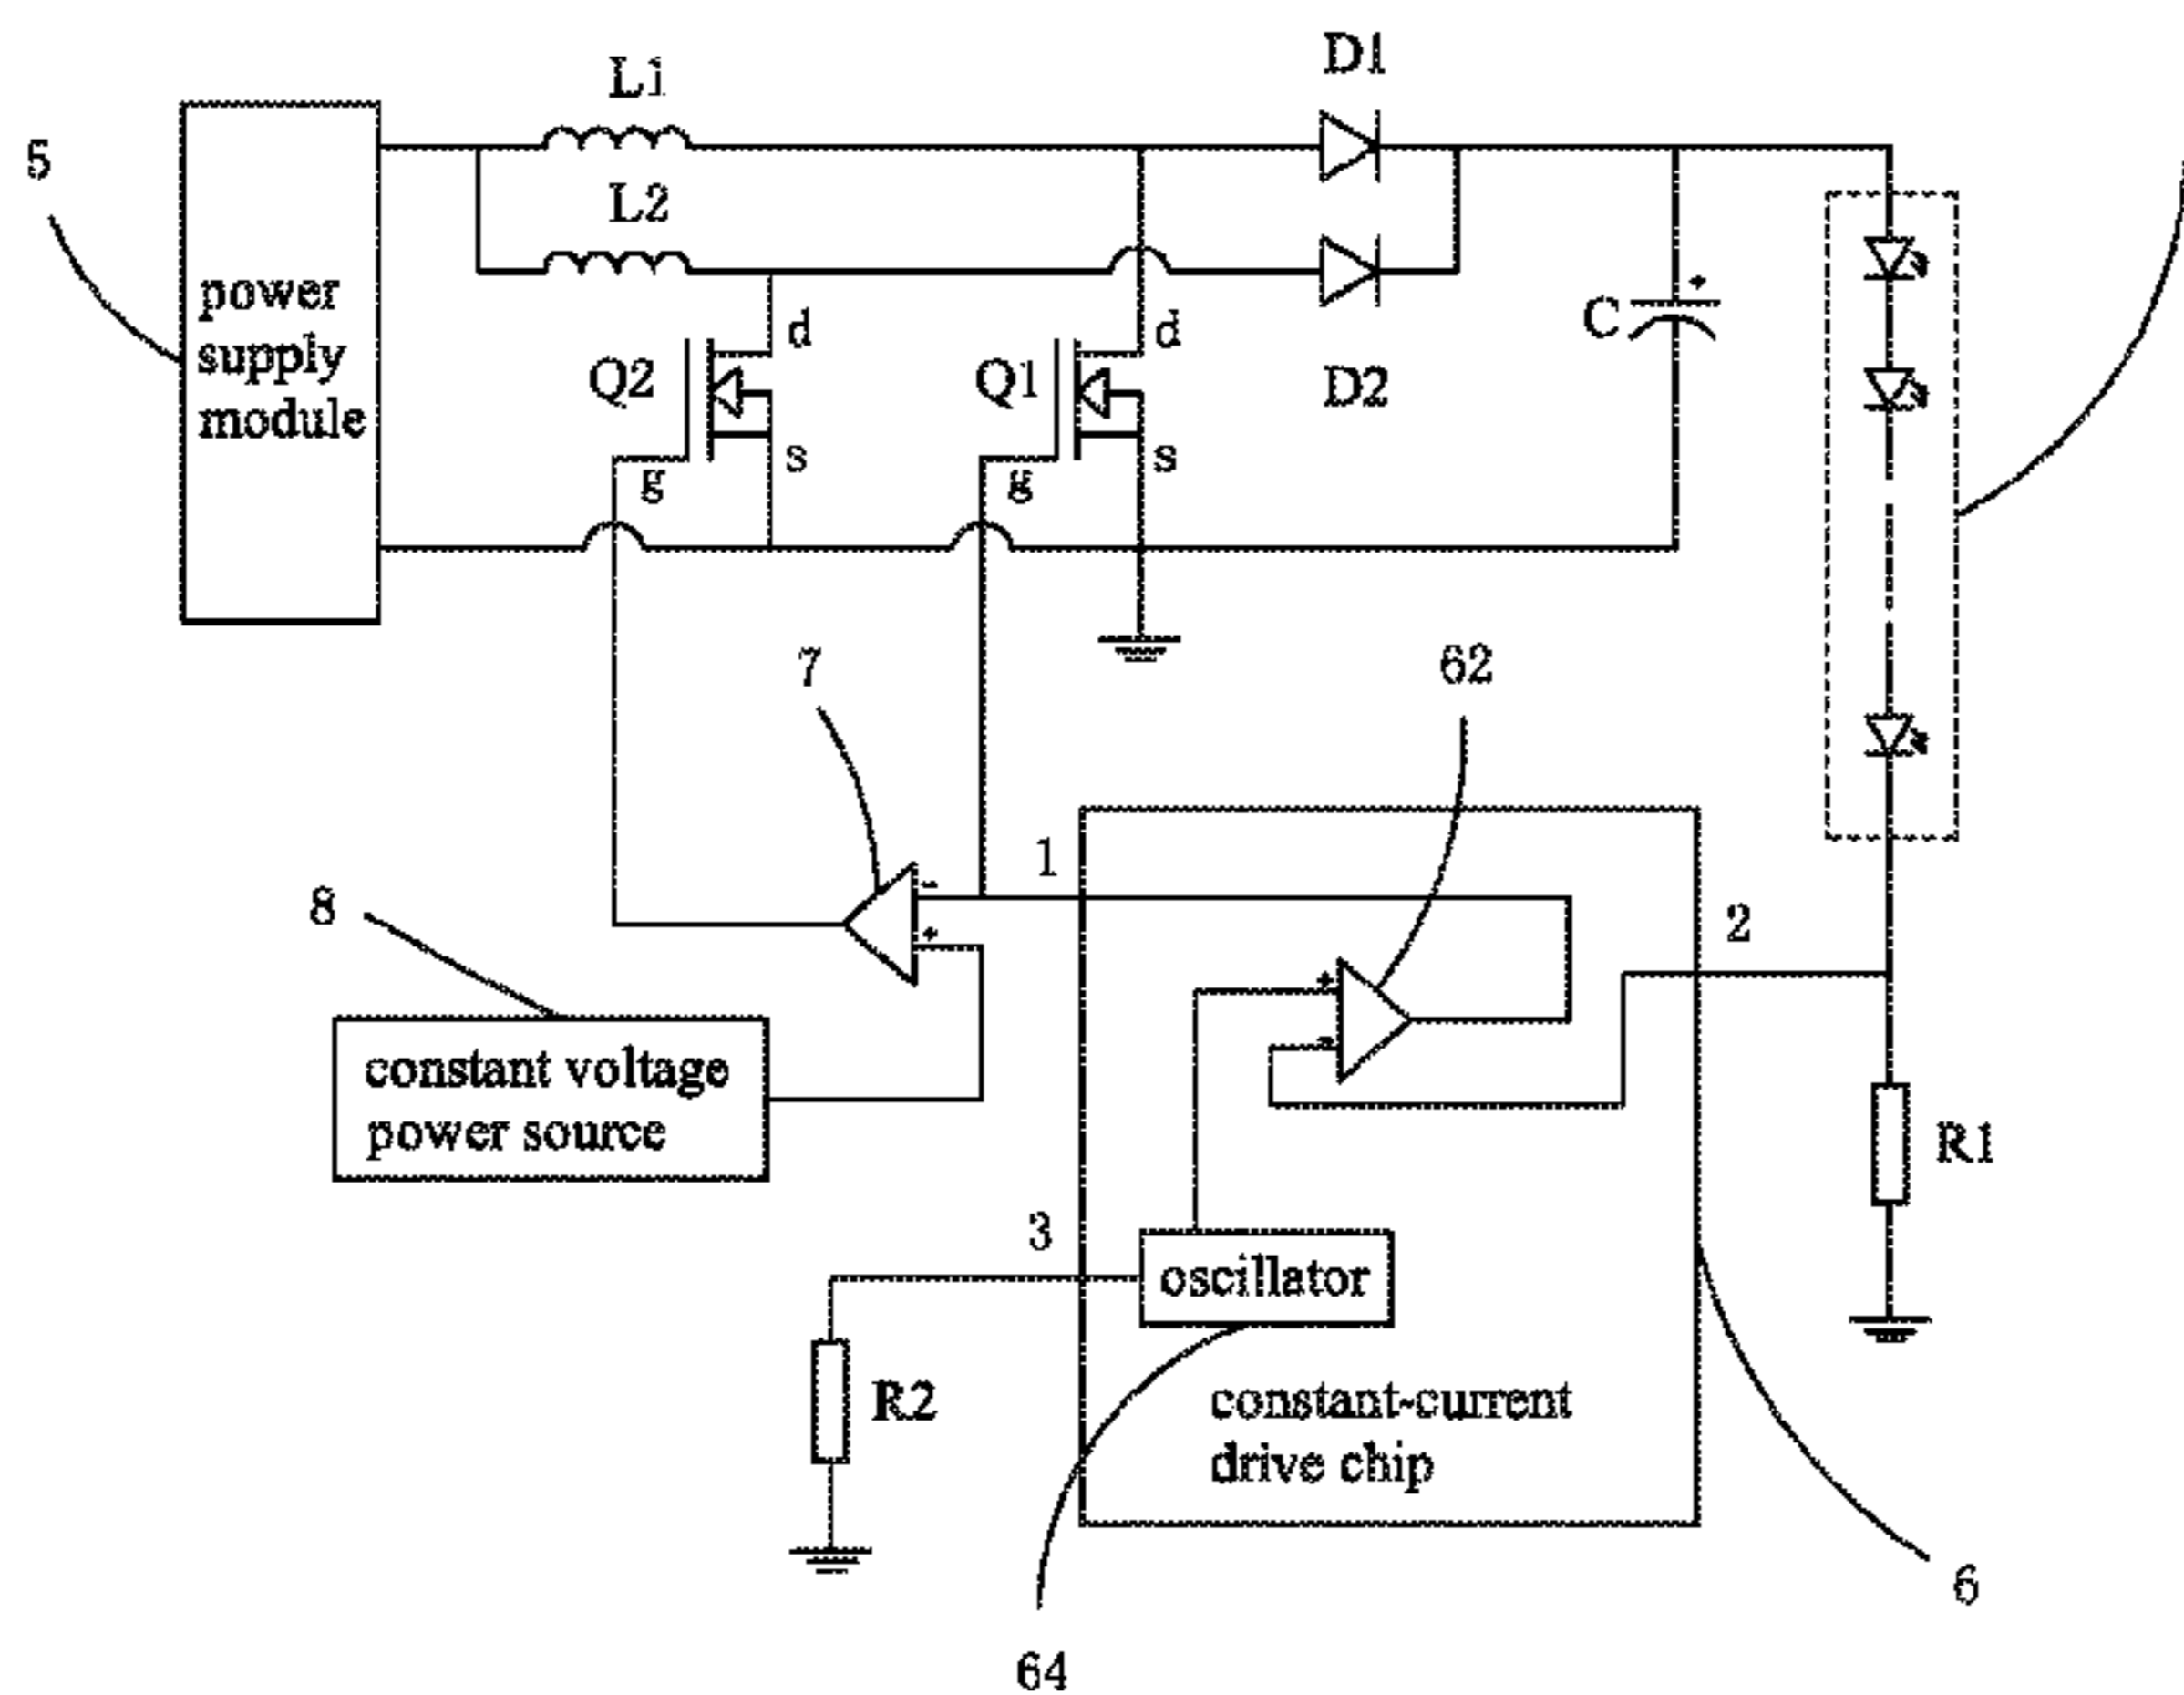 D1
L1
5
L2
power
supply
module
d
d
C
Q2
Q1
D2
s
s
g
g
7
62
1
8
2
constant voltage
power source
R1
3
oscillator
R2
constant-current
drive chip
6
64